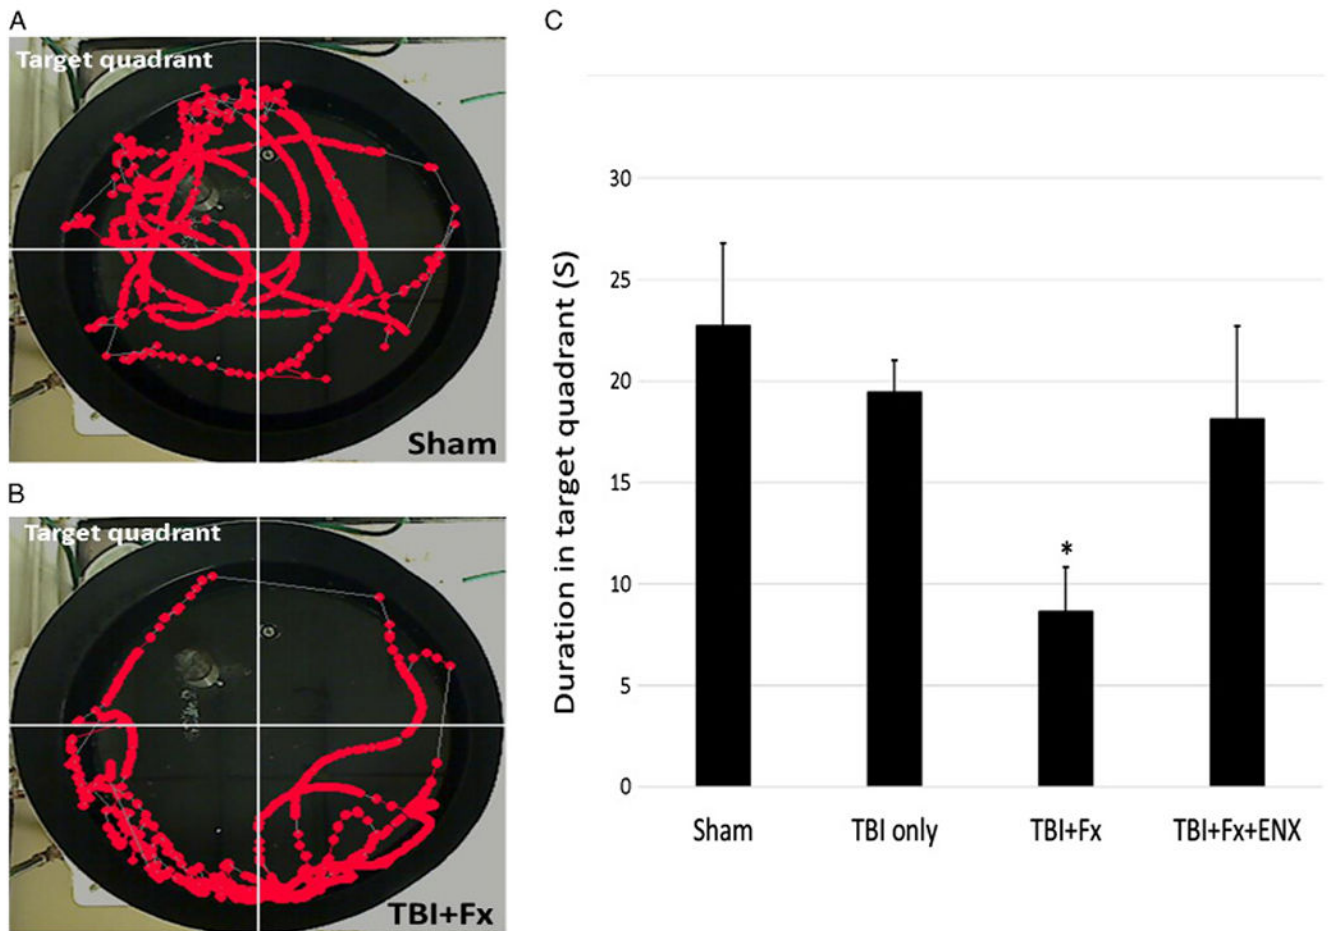 A
Target quadrant
Sham
B
Target quadrant
TBI+Fx
C
Duration in target quadrant (S)
30
25
20
15
10
5
0
*
Sham
TBI only
TBI+Fx
TBI+Fx+ENX